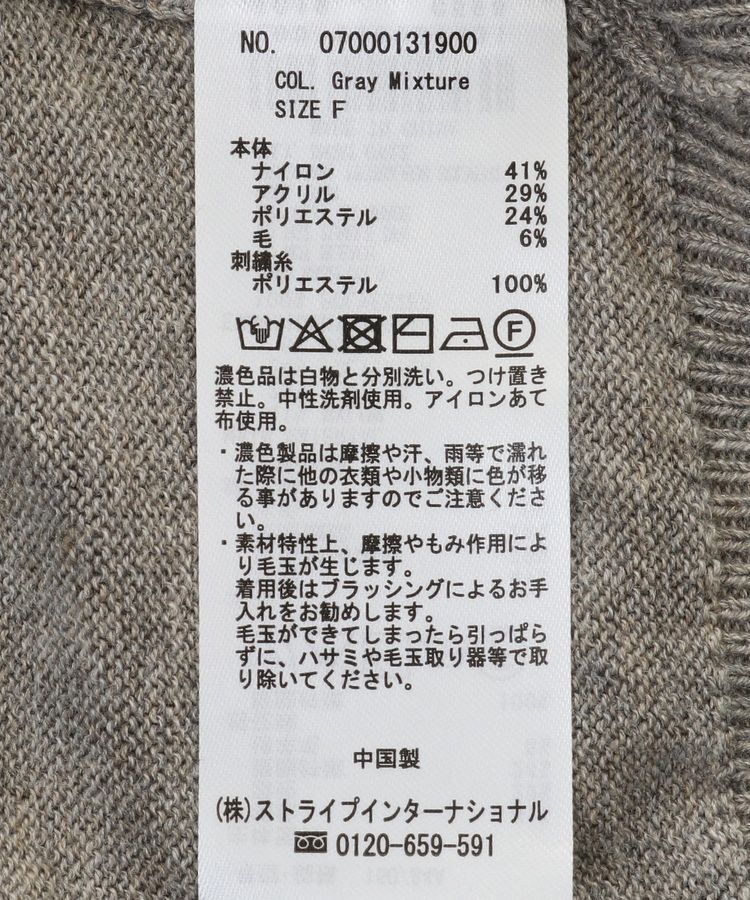 NO. 07000131900
COL. Gray Mixture
SIZE F
本体
ナイロン 41%
アクリル 29%
ポリエステル 24%
毛 6%
刺繍糸
ポリエステル 100%
F
濃色品は白物と分別洗い。つけ置き
禁止。中性洗剤使用。アイロンあて
布使用。
・濃色製品は摩擦や汗、雨等で濡れ
た際に他の衣類や小物類に色が移
る事がありますのでご注意くださ
い。
・素材特性上、摩擦やもみ作用によ
り毛玉が生じます。
着用後はブラッシングによるお手
入れをお勧めします。
毛玉ができてしまったら引っぱら
ずに、ハサミや毛玉取り器等で取
り除いてください。
中国製
(株)ストライプインターナショナル
0120-659-591